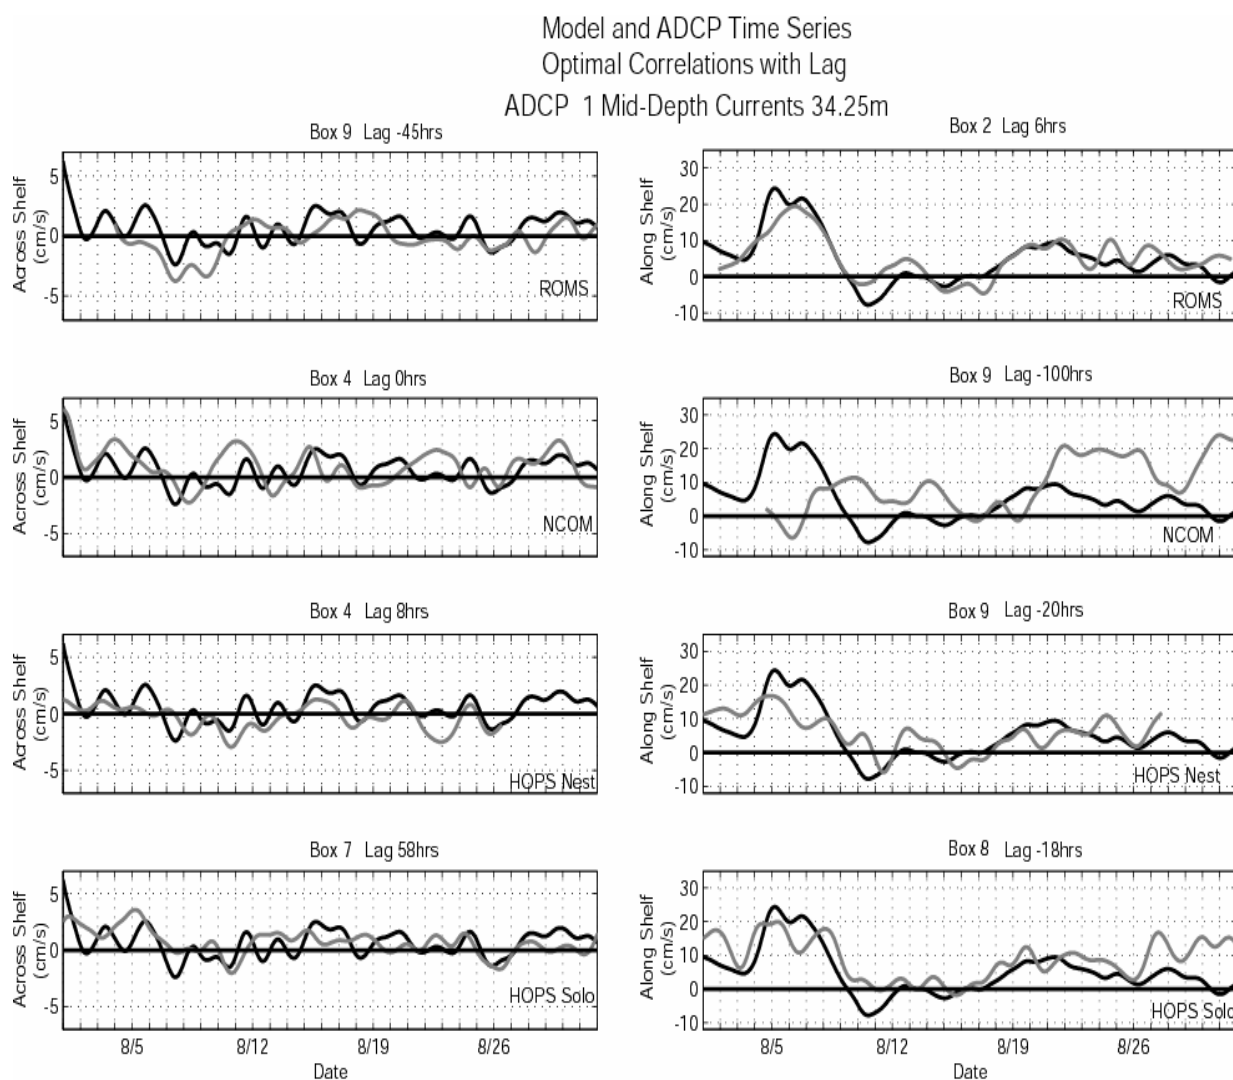 Model and ADCP Time Series
Optimal Correlations with Lag
ADCP 1 Mid-Depth Currents 34.25m
Box 9 Lag -45hrs
Across Shelf
(cm/s)
5
0
-5
ROMS
Box 2 Lag 6hrs
Along Shelf
(cm/s)
30
20
10
0
-10
ROMS
Box 4 Lag 0hrs
Across Shelf
(cm/s)
5
0
-5
NCOM
Box 9 Lag -100hrs
Along Shelf
(cm/s)
30
20
10
0
-10
NCOM
Box 4 Lag 8hrs
Across Shelf
(cm/s)
5
0
-5
HOPS Nest
Box 9 Lag -20hrs
Along Shelf
(cm/s)
30
20
10
0
-10
HOPS Nest
Box 7 Lag 58hrs
Across Shelf
(cm/s)
5
0
-5
HOPS Solo
8/5 8/12 8/19 8/26
Date
Box 8 Lag -18hrs
Along Shelf
(cm/s)
30
20
10
0
-10
HOPS Solo
8/5 8/12 8/19 8/26
Date